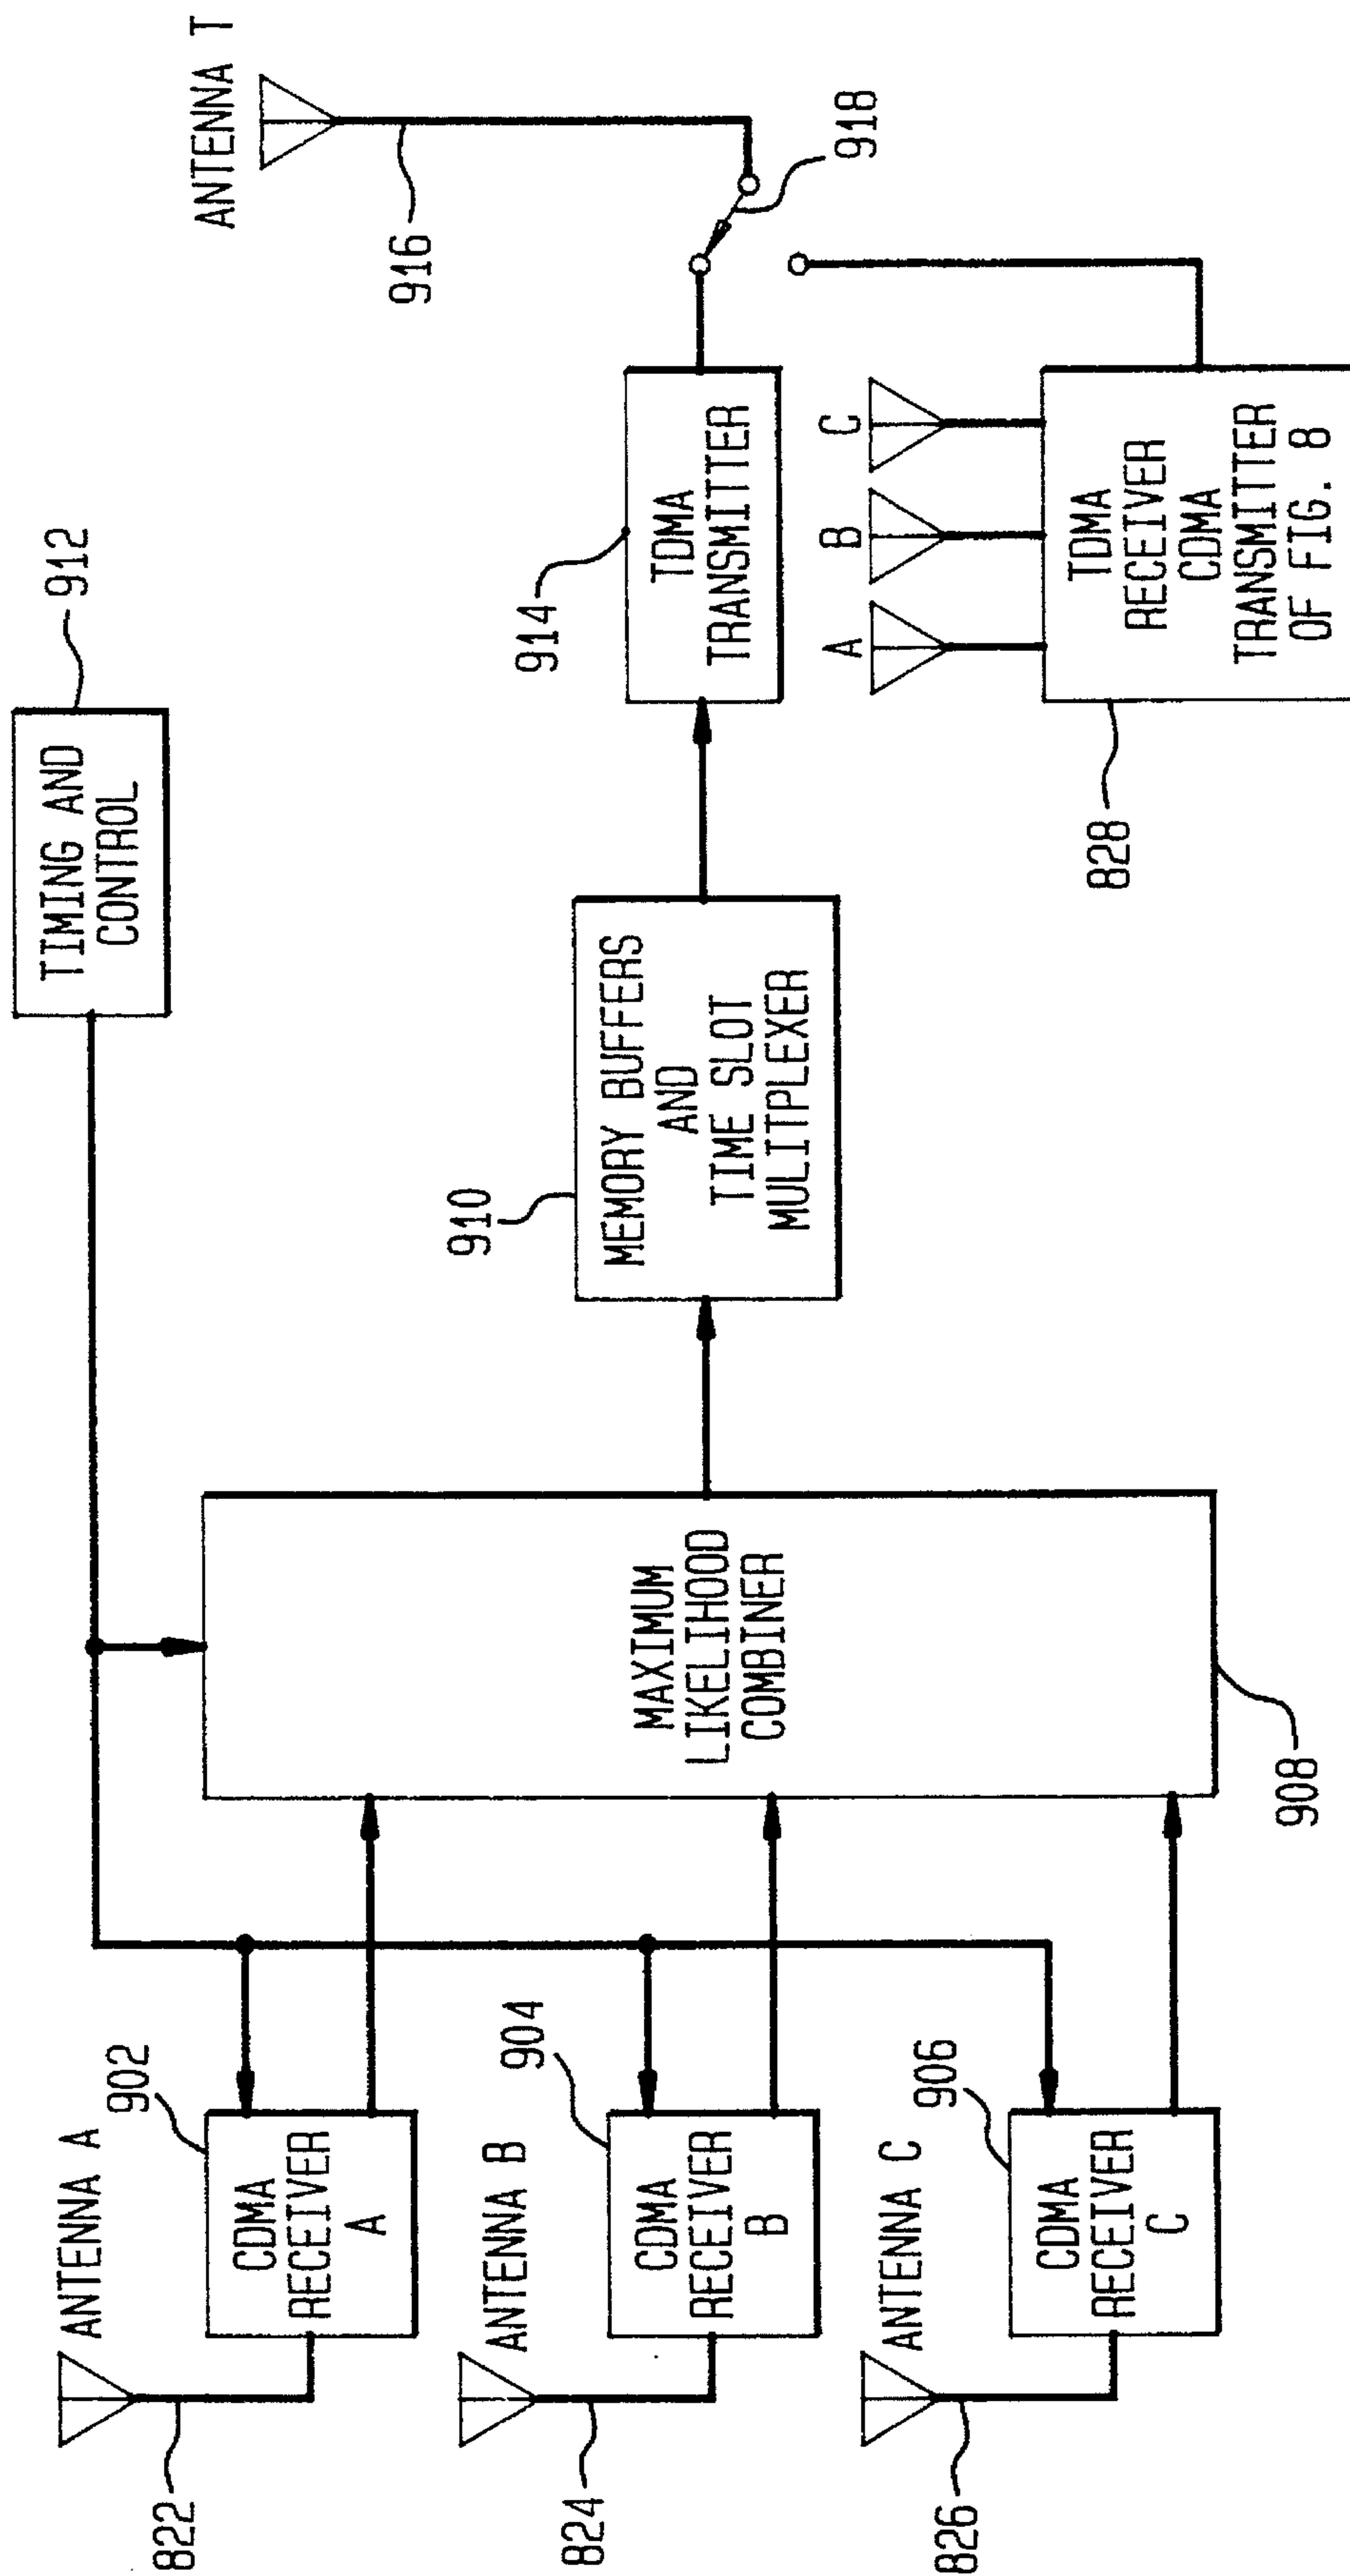 TIMING AND
CONTROL
912
ANTENNA T
916
918
ANTENNA A
822
902
CDMA
RECEIVER
A
ANTENNA B
824
904
CDMA
RECEIVER
B
ANTENNA C
826
906
CDMA
RECEIVER
C
MAXIMUM
LIKELIHOOD
COMBINER
908
910
MEMORY BUFFERS
AND
TIME SLOT
MULITPLEXER
914
TDMA
TRANSMITTER
A
B
C
TDMA
RECEIVER
CDMA
TRANSMITTER
OF FIG. 8
828